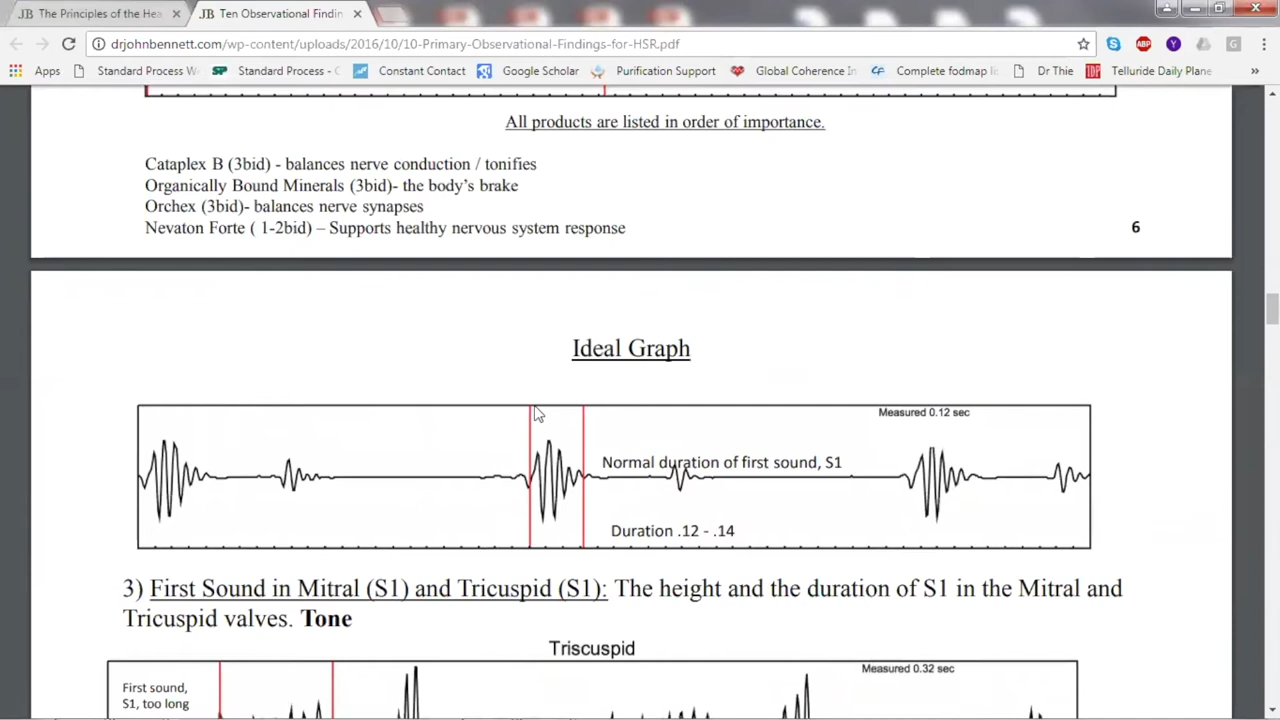 JB The Principles of the Hea
JB Ten Observational Findin
drjohnbennett.com/wp-content/uploads/2016/10/10-Primary-Observational-Findings-for-HSR.pdf
Apps Standard Process W Standard Process - C Constant Contact Google Scholar Purification Support Global Coherence In Complete fodmap lis Dr Thie Telluride Daily Plane »
All products are listed in order of importance.
Cataplex B (3bid) - balances nerve conduction / tonifies
Organically Bound Minerals (3bid)- the body's brake
Orchex (3bid)- balances nerve synapses
Nevaton Forte ( 1-2bid) – Supports healthy nervous system response
6
Ideal Graph
Measured 0.12 sec
Normal duration of first sound, S1
Duration .12 - .14
3) First Sound in Mitral (S1) and Tricuspid (S1): The height and the duration of S1 in the Mitral and
Tricuspid valves. Tone
Triscuspid
Measured 0.32 sec
First sound,
S1, too long